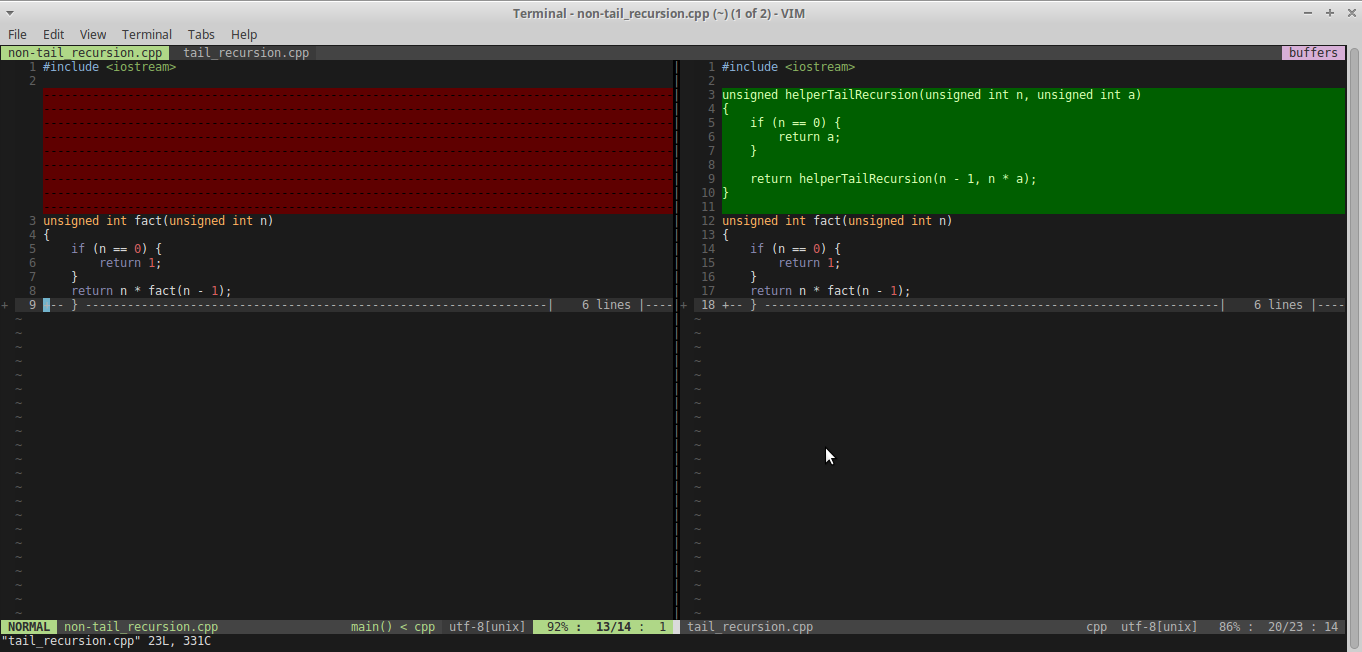 Terminal - non-tail_recursion.cpp (~) (1 of 2) - VIM
File Edit View Terminal Tabs Help
non-tail_recursion.cpp tail_recursion.cpp buffers
1 #include <iostream>
2
3 unsigned int fact(unsigned int n)
4 {
5     if (n == 0) {
6         return 1;
7     }
8     return n * fact(n - 1);
+ 9 -- } ------------------------------------------------------------------| 6 lines |----
1 #include <iostream>
2
3 unsigned helperTailRecursion(unsigned int n, unsigned int a)
4 {
5     if (n == 0) {
6         return a;
7     }
8
9     return helperTailRecursion(n - 1, n * a);
10 }
11
12 unsigned int fact(unsigned int n)
13 {
14     if (n == 0) {
15         return 1;
16     }
17     return n * fact(n - 1);
+ 18 +-- } ------------------------------------------------------------------| 6 lines |----
NORMAL non-tail_recursion.cpp main() < cpp utf-8[unix] 92% : 13/14 : 1
tail_recursion.cpp cpp utf-8[unix] 86% : 20/23 : 14
"tail_recursion.cpp" 23L, 331C